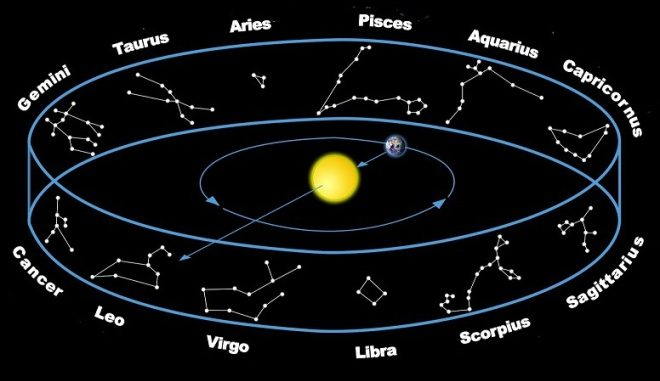 Gemini
Taurus
Aries
Pisces
Aquarius
Capricornus
Cancer
Leo
Virgo
Libra
Scorpius
Sagittarius